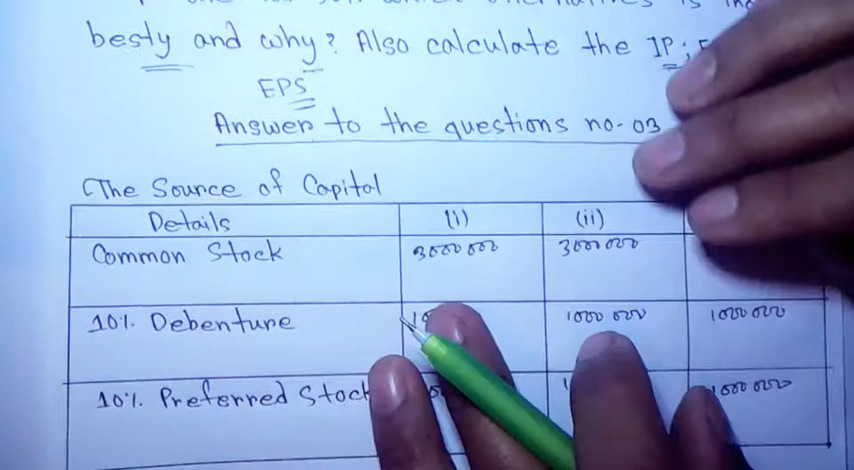 besty and why? Also calculate the IP;
EPS
Answer to the questions no-03
The Source of Capital
Details (i) (ii)
Common Stock 3000000 3000000
10% Debenture 1000000 1000000
10% Preferred Stock 1000000